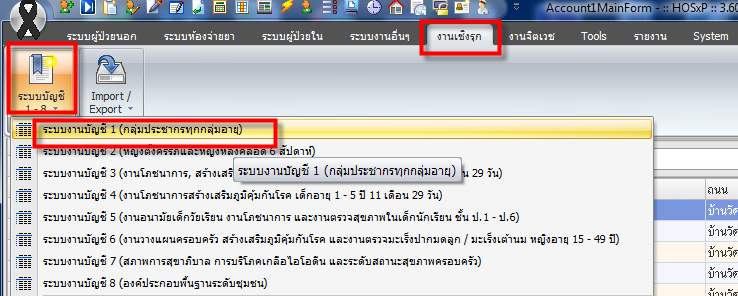 Account1MainForm - :: HOSxP :: 3.60
ระบบผู้ป่วยนอก ระบบห้องจ่ายยา ระบบผู้ป่วยใน ระบบงานอื่นๆ งานเชิงรุก งานจิตเวช Tools รายงาน System
ระบบบัญชี
1 - 8
Import /
Export
ระบบงานบัญชี 1 (กลุ่มประชากรทุกกลุ่มอายุ)
ระบบงานบัญชี 2 (หญิงตั้งครรภ์และหญิงหลังคลอด 6 สัปดาห์)
ระบบงานบัญชี 1 (กลุ่มประชากรทุกกลุ่มอายุ)
ระบบงานบัญชี 3 (งานโภชนาการ, สร้างเสริ
น 29 วัน)
ระบบงานบัญชี 4 (งานโภชนาการสร้างเสริมภูมิคุ้มกันโรค เด็กอายุ 1 - 5 ปี 11 เดือน 29 วัน)
ระบบงานบัญชี 5 (งานอนามัยเด็กวัยเรียน งานโภชนาการ และงานตรวจสุขภาพในเด็กนักเรียน ชั้น ป.1 - ป.6)
ระบบงานบัญชี 6 (งานวางแผนครอบครัว สร้างเสริมภูมิคุ้มกันโรค และงานตรวจมะเร็งปากมดลูก / มะเร็งเต้านม หญิงอายุ 15 - 49 ปี)
ระบบงานบัญชี 7 (สภาพการสุขาภิบาล การบริโภคเกลือไอโอดีน และระดับสถานะสุขภาพครอบครัว)
ระบบงานบัญชี 8 (องค์ประกอบพื้นฐานระดับชุมชน)
ถนน
บ้านวัด
บ้านวัด
บ้านวัด
บ้านวัด
บ้านวัด